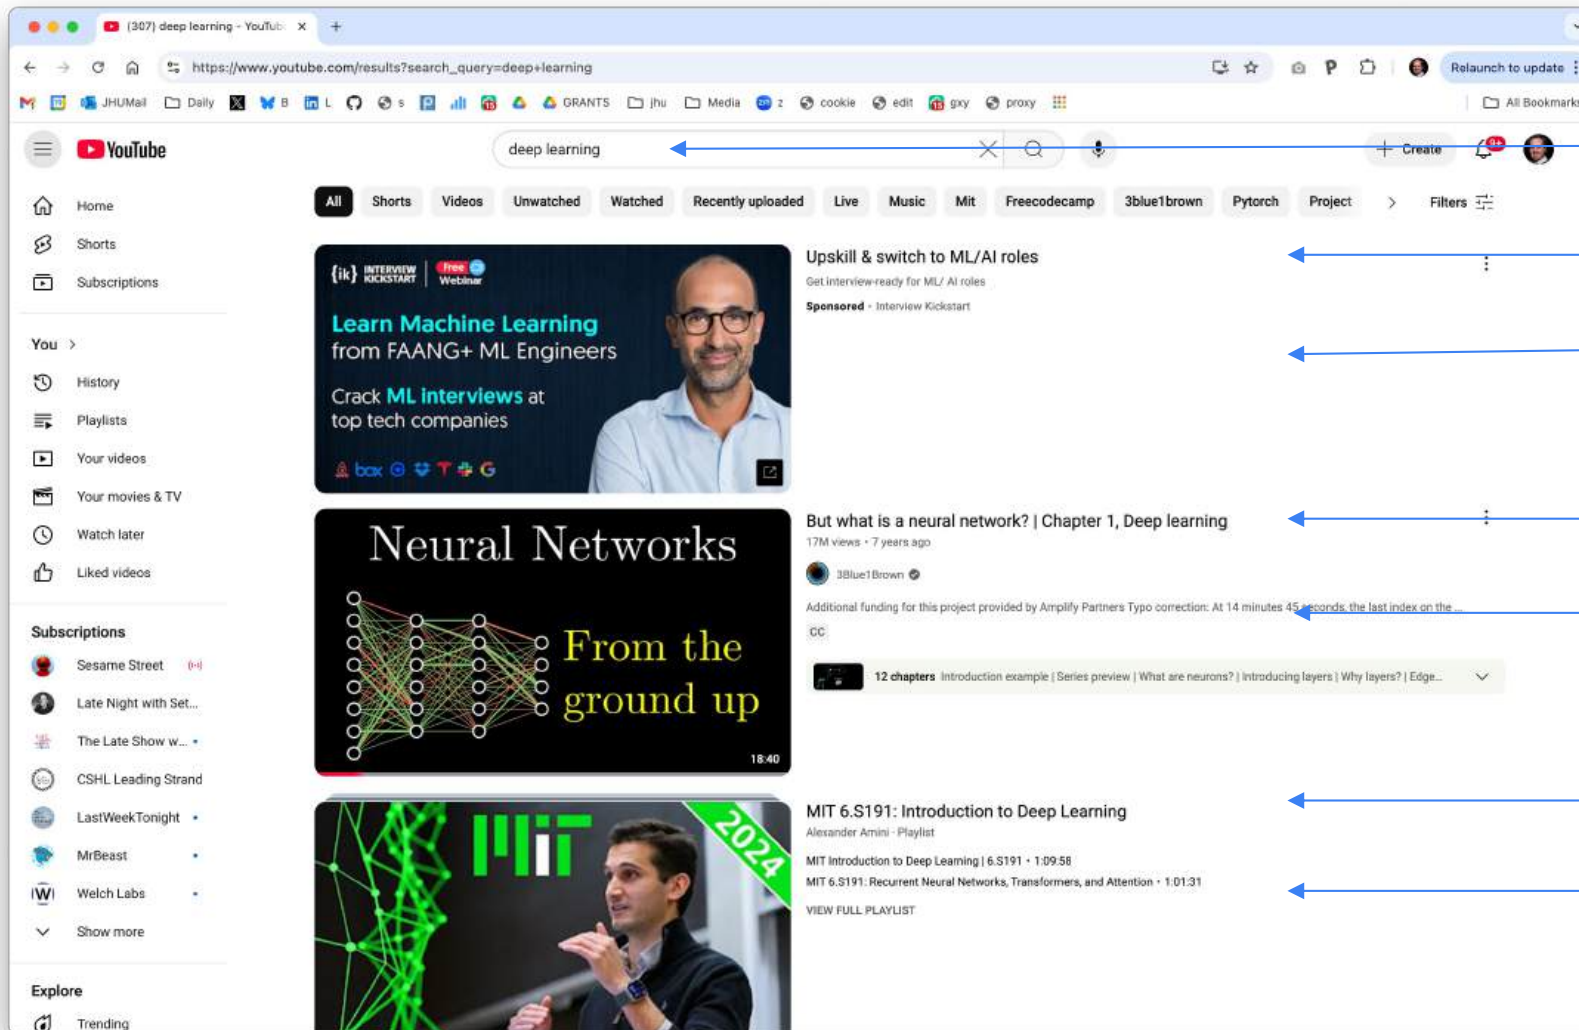 (307) deep learning - YouTub
https://www.youtube.com/results?search_query=deep+learning
Relaunch to update
JHUMail Daily B L s GRANTS jhu Media z cookie edit gxy proxy
All Bookmarks
YouTube
deep learning
Create
9+
All Shorts Videos Unwatched Watched Recently uploaded Live Music Mit Freecodecamp 3blue1brown Pytorch Project
Filters
Home
Shorts
Subscriptions
You
History
Playlists
Your videos
Your movies & TV
Watch later
Liked videos
Subscriptions
Sesame Street
Late Night with Set...
The Late Show w...
CSHL Leading Strand
LastWeekTonight
MrBeast
Welch Labs
Show more
Explore
Trending
{ik} INTERVIEW KICKSTART
Free
Webinar
Learn Machine Learning
from FAANG+ ML Engineers
Crack ML interviews at
top tech companies
box
Upskill & switch to ML/AI roles
Get interview-ready for ML/ AI roles
Sponsored · Interview Kickstart
Neural Networks
From the
ground up
18:40
But what is a neural network? | Chapter 1, Deep learning
17M views • 7 years ago
3Blue1Brown
Additional funding for this project provided by Amplify Partners Typo correction: At 14 minutes 45 seconds, the last index on the ...
CC
12 chapters Introduction example | Series preview | What are neurons? | Introducing layers | Why layers? | Edge...
MIT
2024
MIT 6.S191: Introduction to Deep Learning
Alexander Amini · Playlist
MIT Introduction to Deep Learning | 6.S191 • 1:09:58
MIT 6.S191: Recurrent Neural Networks, Transformers, and Attention • 1:01:31
VIEW FULL PLAYLIST